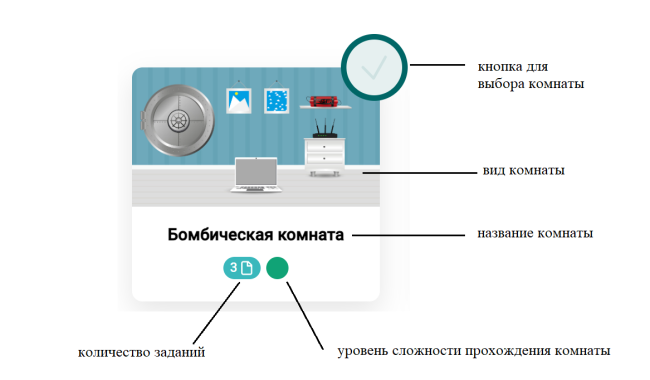 кнопка для
выбора комнаты
вид комнаты
Бомбическая комната
название комнаты
3
количество заданий
уровень сложности прохождения комнаты